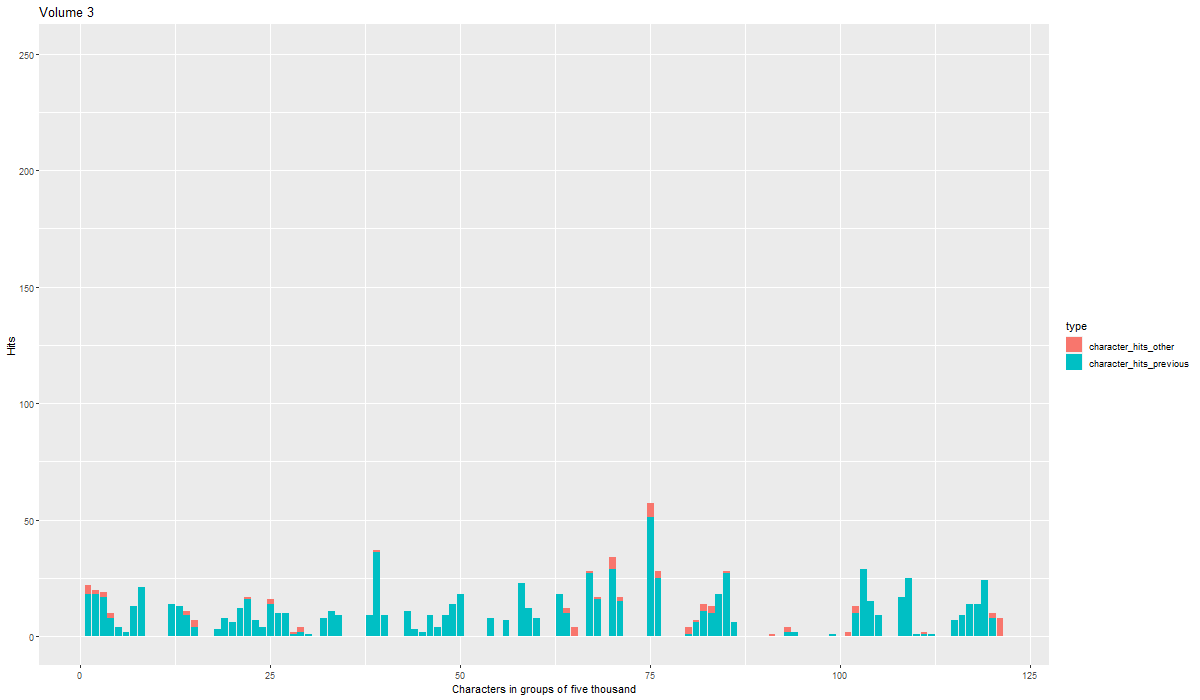 Volume 3
250
200
150
100
50
0
Hits
0 25 50 75 100 125
Characters in groups of five thousand
type
character_hits_other
character_hits_previous